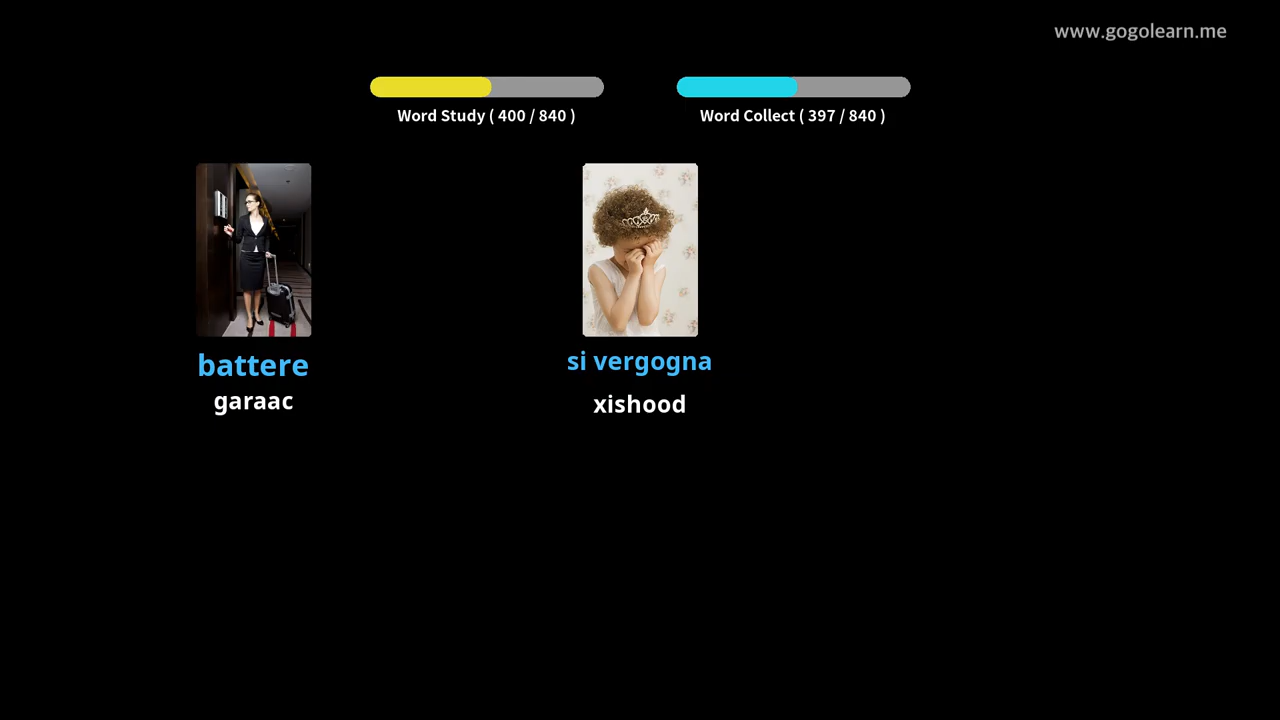 www.gogolearn.me
Word Study ( 400 / 840 )
Word Collect ( 397 / 840 )
battere
garaac
si vergogna
xishood